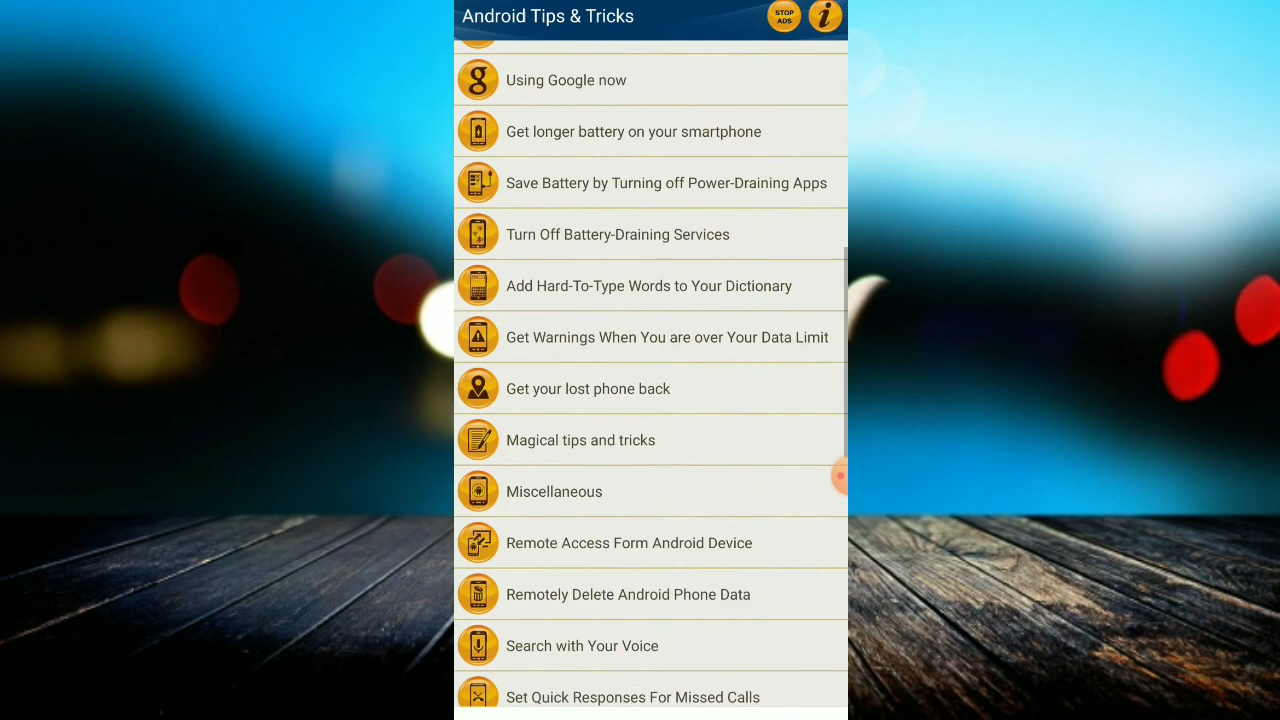 Android Tips & Tricks
STOP
ADS
i
g
Using Google now
Get longer battery on your smartphone
Save Battery by Turning off Power-Draining Apps
Turn Off Battery-Draining Services
Add Hard-To-Type Words to Your Dictionary
Get Warnings When You are over Your Data Limit
Get your lost phone back
Magical tips and tricks
Miscellaneous
Remote Access Form Android Device
Remotely Delete Android Phone Data
Search with Your Voice
Set Quick Responses For Missed Calls